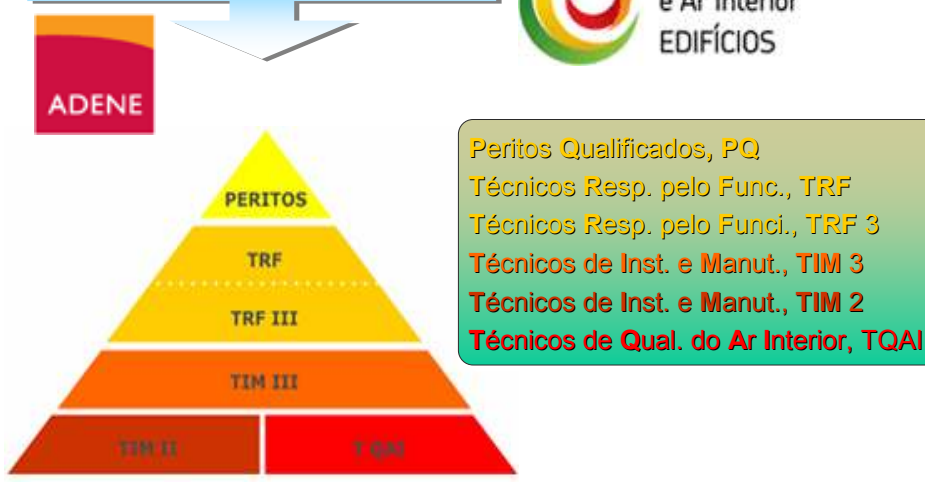 e Ar Interior
EDIFÍCIOS
ADENE
PERITOS
TRF
TRF III
TIM III
TIM II
T QAI
Peritos Qualificados, PQ
Técnicos Resp. pelo Func., TRF
Técnicos Resp. pelo Funci., TRF 3
Técnicos de Inst. e Manut., TIM 3
Técnicos de Inst. e Manut., TIM 2
Técnicos de Qual. do Ar Interior, TQAI